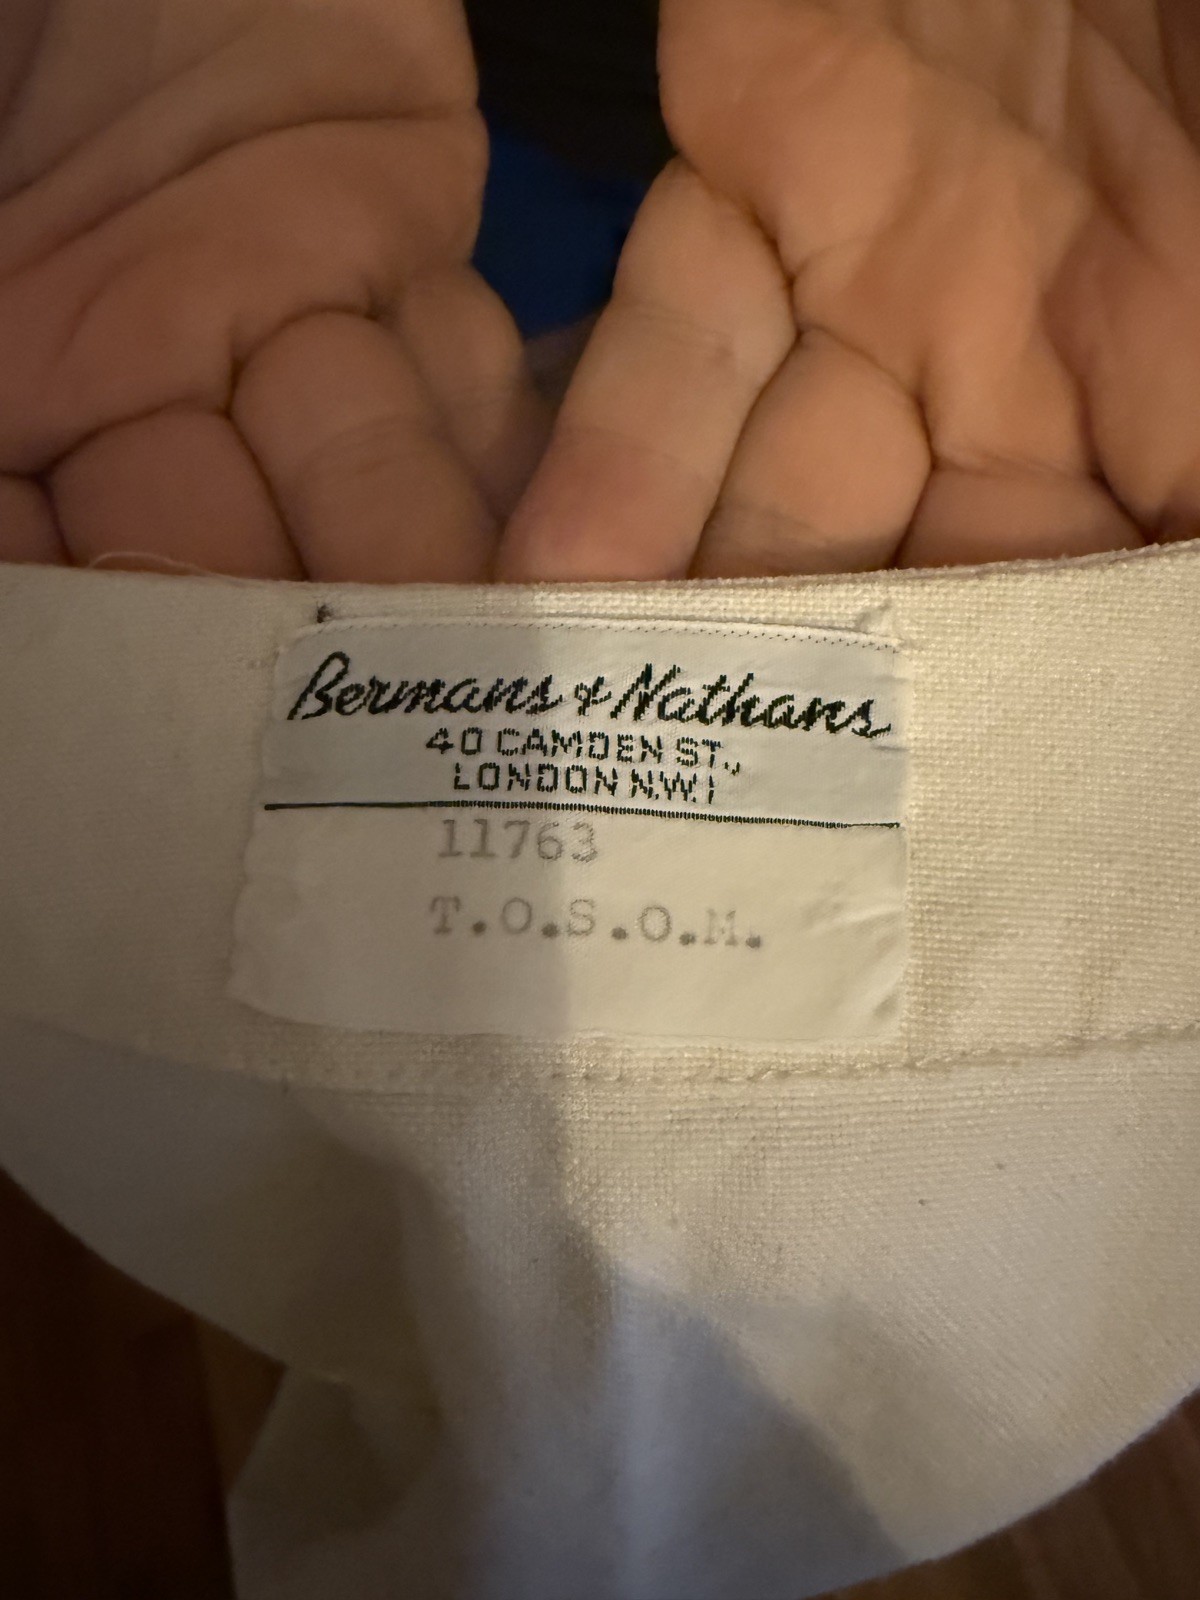 Bermans & Nathans
40 CAMDEN ST.,
LONDON N.W.1
11763
T.O.S.O.M.